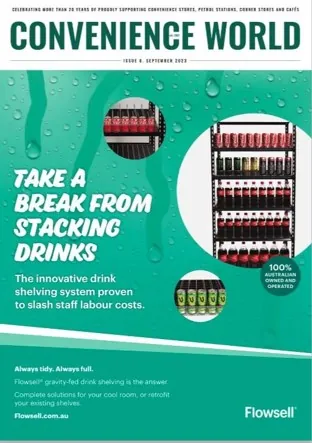 CELEBRATING MORE THAN 20 YEARS OF PROUDLY SUPPORTING CONVENIENCE STORES, PETROL STATIONS, CORNER STORES AND CAFÉS
CONVENIENCE WORLD
ISSUE 6. SEPTEMBER 2023
TAKE A
BREAK FROM
STACKING
DRINKS
The innovative drink
shelving system proven
to slash staff labour costs.
100%
AUSTRALIAN
OWNED AND
OPERATED
Always tidy. Always full.
Flowsell® gravity-fed drink shelving is the answer.
Complete solutions for your cool room, or retrofit
your existing shelves.
Flowsell.com.au
Flowsell®